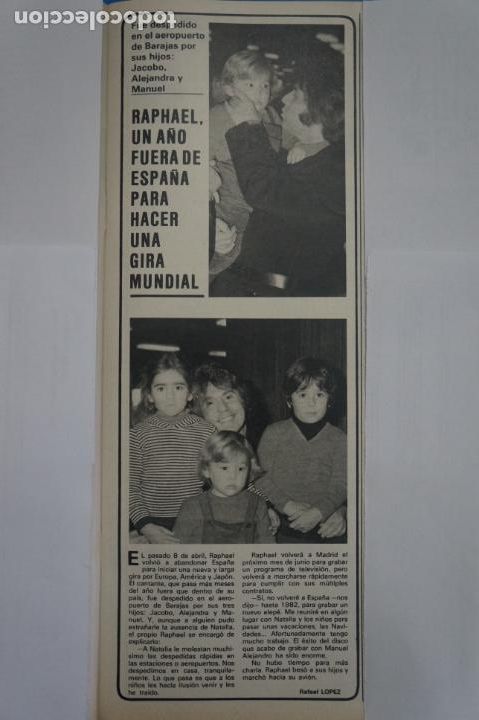 todocoleccion.net
Fue despedido
en el aeropuerto
de Barajas por
sus hijos:
Jacobo,
Alejandra y
Manuel
RAPHAEL,
UN AÑO
FUERA DE
ESPAÑA
PARA
HACER
UNA
GIRA
MUNDIAL
EL pasado 8 de abril, Raphael
volvió a abandonar España
para iniciar una nueva y larga
gira por Europa, América y Japón.
El cantante, que pasa más meses
del año fuera que dentro de su
país, fue despedido en el aero-
puerto de Barajas por sus tres
hijos: Jacobo, Alejandra y Ma-
nuel. Y, aunque a alguien pudo
extrañarle la ausencia de Natalia,
el propio Raphael se encargó de
explicarlo:
—A Natalia le molestan muchí-
simo las despedidas rápidas en
las estaciones o aeropuertos. Nos
despedimos en casa, tranquila-
mente. Lo que pasa es que a los
niños les hacía ilusión venir y les
he traído.
Raphael volverá a Madrid el
próximo mes de junio para grabar
un programa de televisión, pero
volverá a marcharse rápidamente
para cumplir con sus múltiples
contratos.
—Sí, no volveré a España —nos
dijo— hasta 1982, para grabar un
nuevo elepé. Me reuniré en algún
lugar con Natalia y los niños para
pasar unas vacaciones, las Navi-
dades... Afortunadamente tengo
mucho trabajo. El éxito del disco
que acabo de grabar con Manuel
Alejandro ha sido enorme.
No hubo tiempo para más
charla. Raphael besó a sus hijos y
marchó hacia su avión.
Rafael LOPEZ